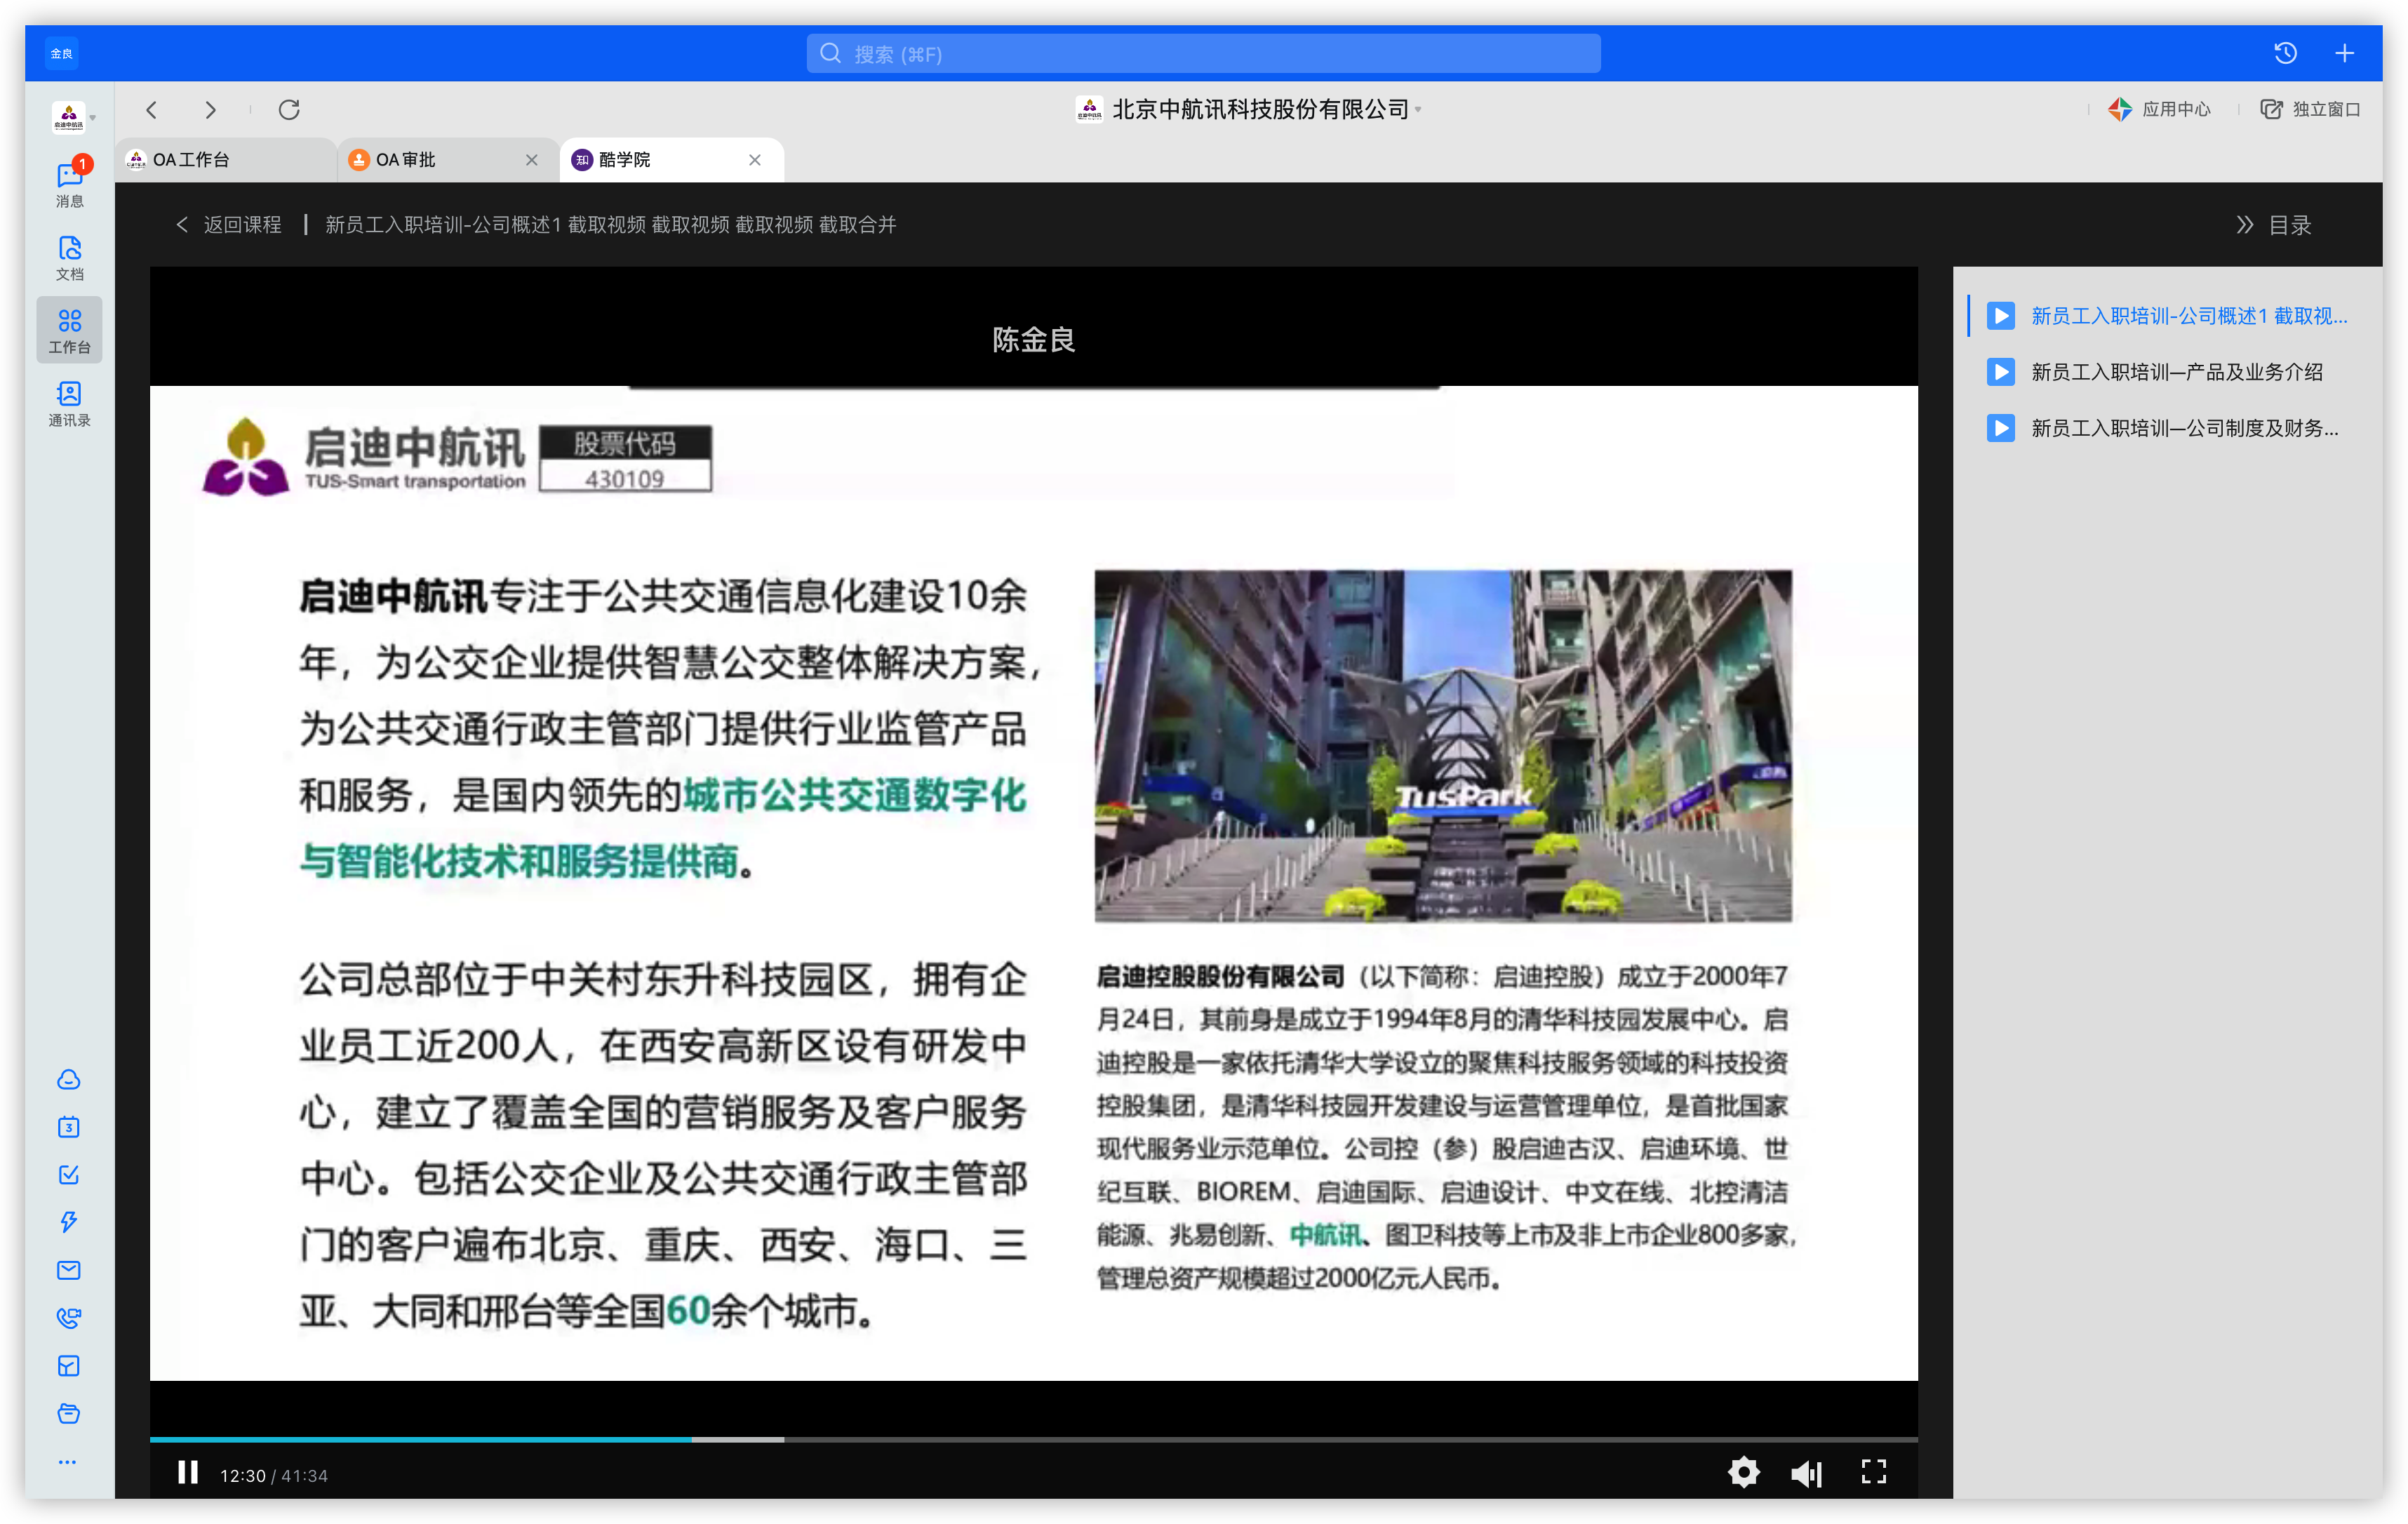 金良
搜索 (⌘F)
北京中航讯科技股份有限公司
应用中心
独立窗口
OA工作台
OA审批
知 酷学院
1
消息
文档
工作台
通讯录
3
返回课程
新员工入职培训-公司概述1 截取视频 截取视频 截取视频 截取合并
目录
陈金良
启迪中航讯
TUS-Smart transportation
股票代码
430109
启迪中航讯专注于公共交通信息化建设10余
年，为公交企业提供智慧公交整体解决方案，
为公共交通行政主管部门提供行业监管产品
和服务，是国内领先的城市公共交通数字化
与智能化技术和服务提供商。
公司总部位于中关村东升科技园区，拥有企
业员工近200人，在西安高新区设有研发中
心，建立了覆盖全国的营销服务及客户服务
中心。包括公交企业及公共交通行政主管部
门的客户遍布北京、重庆、西安、海口、三
亚、大同和邢台等全国60余个城市。
TusPark
启迪控股股份有限公司（以下简称：启迪控股）成立于2000年7
月24日，其前身是成立于1994年8月的清华科技园发展中心。启
迪控股是一家依托清华大学设立的聚焦科技服务领域的科技投资
控股集团，是清华科技园开发建设与运营管理单位，是首批国家
现代服务业示范单位。公司控（参）股启迪古汉、启迪环境、世
纪互联、BIOREM、启迪国际、启迪设计、中文在线、北控清洁
能源、兆易创新、中航讯、图卫科技等上市及非上市企业800多家，
管理总资产规模超过2000亿元人民币。
新员工入职培训-公司概述1 截取视...
新员工入职培训—产品及业务介绍
新员工入职培训—公司制度及财务...
12:30 / 41:34